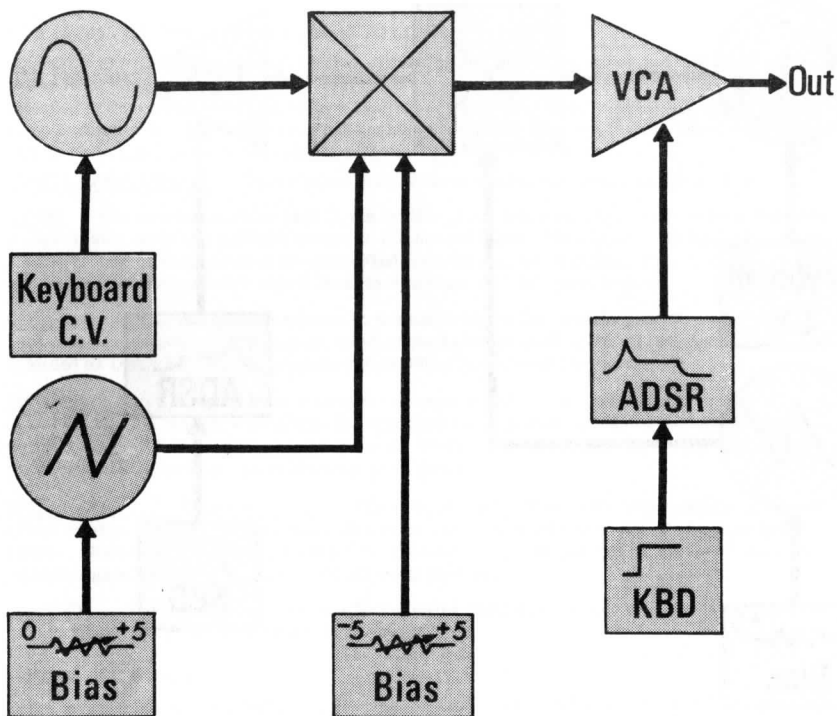 VCA
Out
Keyboard
C.V.
ADSR
KBD
0 +5
Bias
-5 +5
Bias